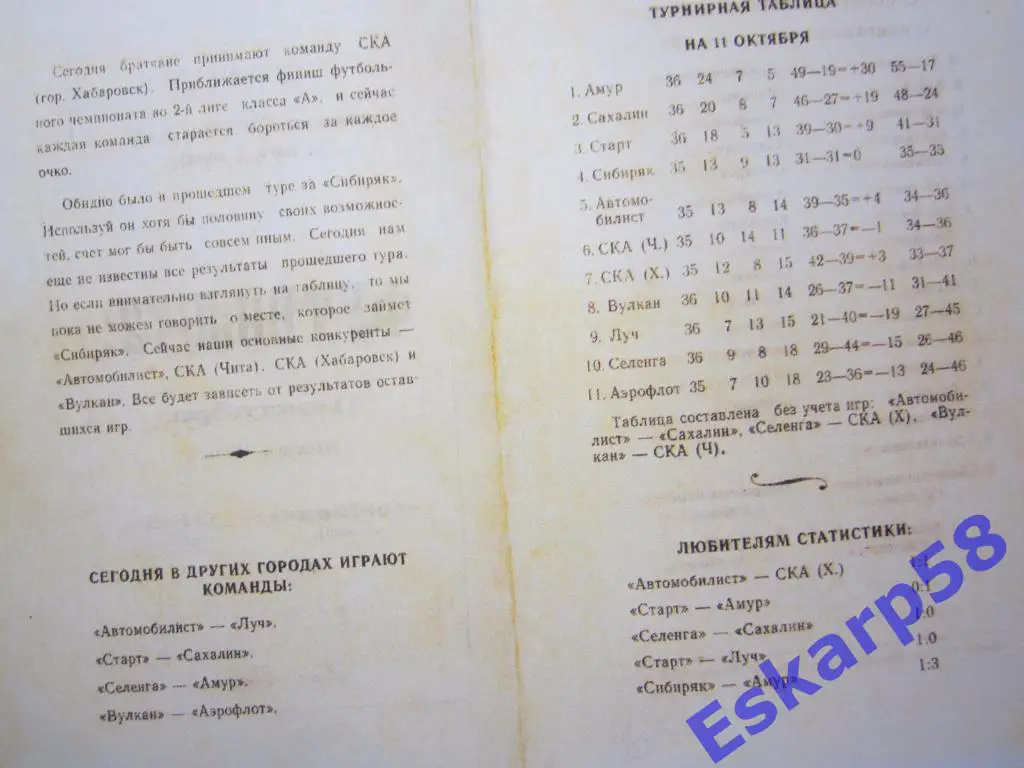 Сегодня братчане принимают команду СКА
(гор. Хабаровск). Приближается финиш футболь-
ного чемпионата во 2-й лиге класса «А», и сейчас
каждая команда старается бороться за каждое
очко.
Обидно было в прошедшем туре за «Сибиряк».
Используй он хотя бы половину своих возможнос-
тей, счет мог бы быть совсем иным. Сегодня нам
еще не известны все результаты прошедшего тура.
Но если внимательно взглянуть на таблицу, то мы
пока не можем говорить о месте, которое займет
«Сибиряк». Сейчас наши основные конкуренты —
«Автомобилист», СКА (Чита), СКА (Хабаровск) и
«Вулкан». Все будет зависеть от результатов остав-
шихся игр.
СЕГОДНЯ В ДРУГИХ ГОРОДАХ ИГРАЮТ
КОМАНДЫ:
«Автомобилист» — «Луч».
«Старт» — «Сахалин».
«Селенга» — «Амур».
«Вулкан» — «Аэрофлот».
ТУРНИРНАЯ ТАБЛИЦА
НА 11 ОКТЯБРЯ
1. Амур 36 24 7 5 49—19=+30 55—17
2. Сахалин 36 20 8 7 46—27=+19 48—24
3. Старт 36 18 5 13 39—30=+9 41—31
4. Сибиряк 35 13 9 13 31—31=0 35—35
5. Автомо-
билист 35 13 8 14 39—35=+4 34—36
6. СКА (Ч.) 35 10 14 11 36—37=—1 34—36
7. СКА (Х.) 35 12 8 15 42—39=+3 33—37
8. Вулкан 36 10 11 14 26—37=—11 31—41
9. Луч 36 7 13 15 21—40=—19 27—45
10. Селенга 36 9 8 18 29—44=—15 26—46
11. Аэрофлот 35 7 10 18 23—36=—13 24—46
Таблица составлена без учета игр: «Автомоби-
лист» — «Сахалин», «Селенга» — СКА (Х), «Вул-
кан» — СКА (Ч).
ЛЮБИТЕЛЯМ СТАТИСТИКИ:
«Автомобилист» — СКА (Х.) 1:1
«Старт» — «Амур» 0:1
«Селенга» — «Сахалин» 1:0
«Старт» — «Луч» 1:0
«Сибиряк» — «Амур» 1:3
Eskarp58